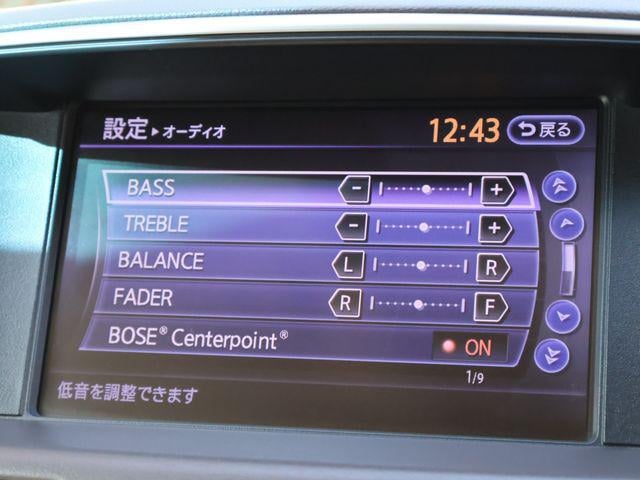 設定▶オーディオ 12:43 戻る
BASS - +
TREBLE - +
BALANCE L R
FADER R F
BOSE® Centerpoint® ON
1/9
低音を調整できます